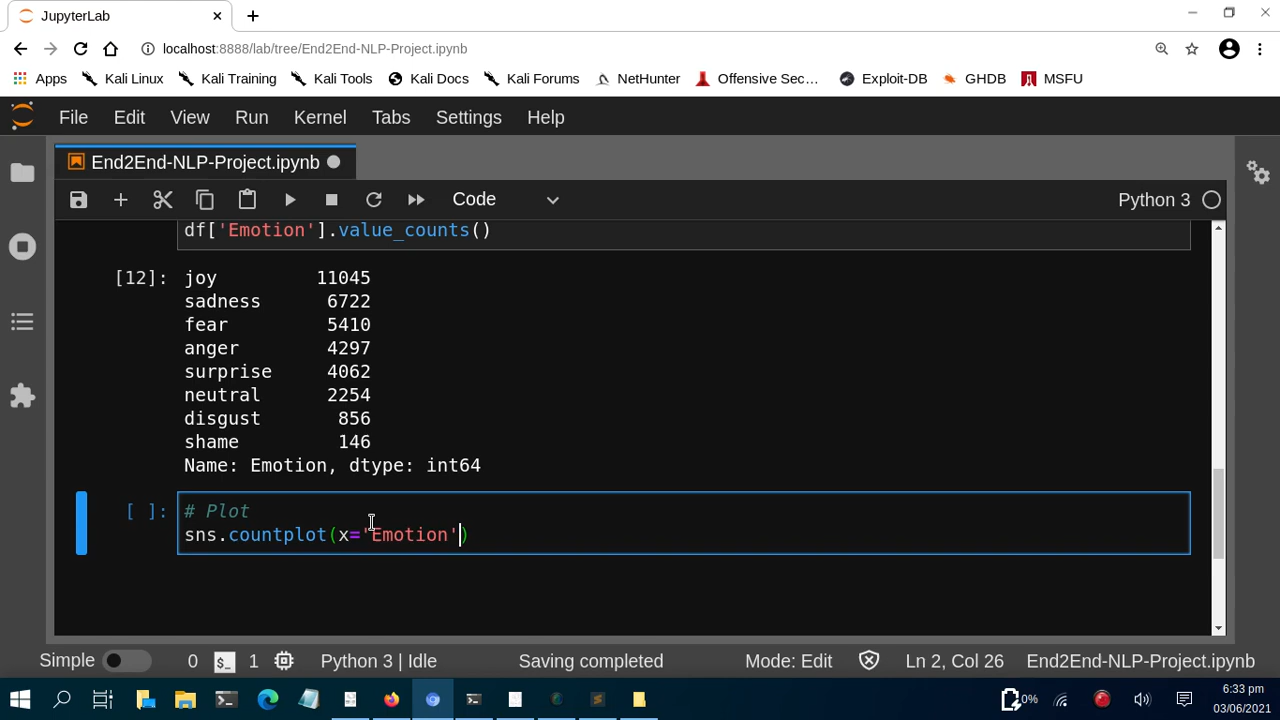 JupyterLab
localhost:8888/lab/tree/End2End-NLP-Project.ipynb
Apps Kali Linux Kali Training Kali Tools Kali Docs Kali Forums NetHunter Offensive Sec... Exploit-DB GHDB MSFU
File Edit View Run Kernel Tabs Settings Help
End2End-NLP-Project.ipynb
Code Python 3
df['Emotion'].value_counts()
[12]: joy 11045
sadness 6722
fear 5410
anger 4297
surprise 4062
neutral 2254
disgust 856
shame 146
Name: Emotion, dtype: int64
[ ]: # Plot
sns.countplot(x='Emotion')
Simple 0 $_ 1 Python 3 | Idle Saving completed Mode: Edit Ln 2, Col 26 End2End-NLP-Project.ipynb
0% 6:33 pm
03/06/2021